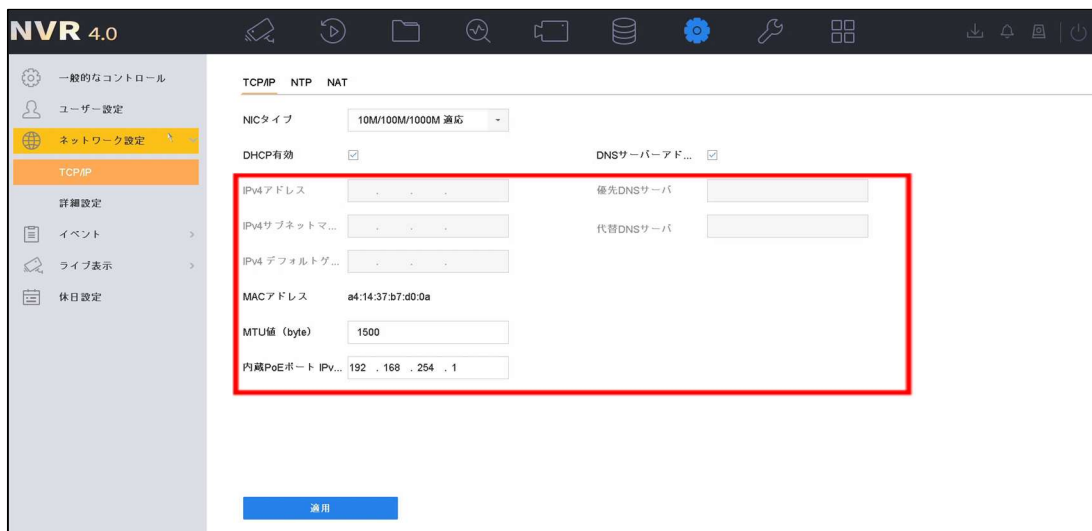 NVR 4.0
一般的なコントロール
ユーザー設定
ネットワーク設定
TCP/IP
詳細設定
イベント
ライブ表示
休日設定
TCP/IP NTP NAT
NICタイプ 10M/100M/1000M 適応
DHCP有効 DNSサーバーアド...
IPv4アドレス . . . 優先DNSサーバ
IPv4サブネットマ... . . . 代替DNSサーバ
IPv4 デフォルトゲ... . . .
MACアドレス a4:14:37:b7:d0:0a
MTU値（byte） 1500
内蔵PoEポート IPv... 192 . 168 . 254 . 1
適用